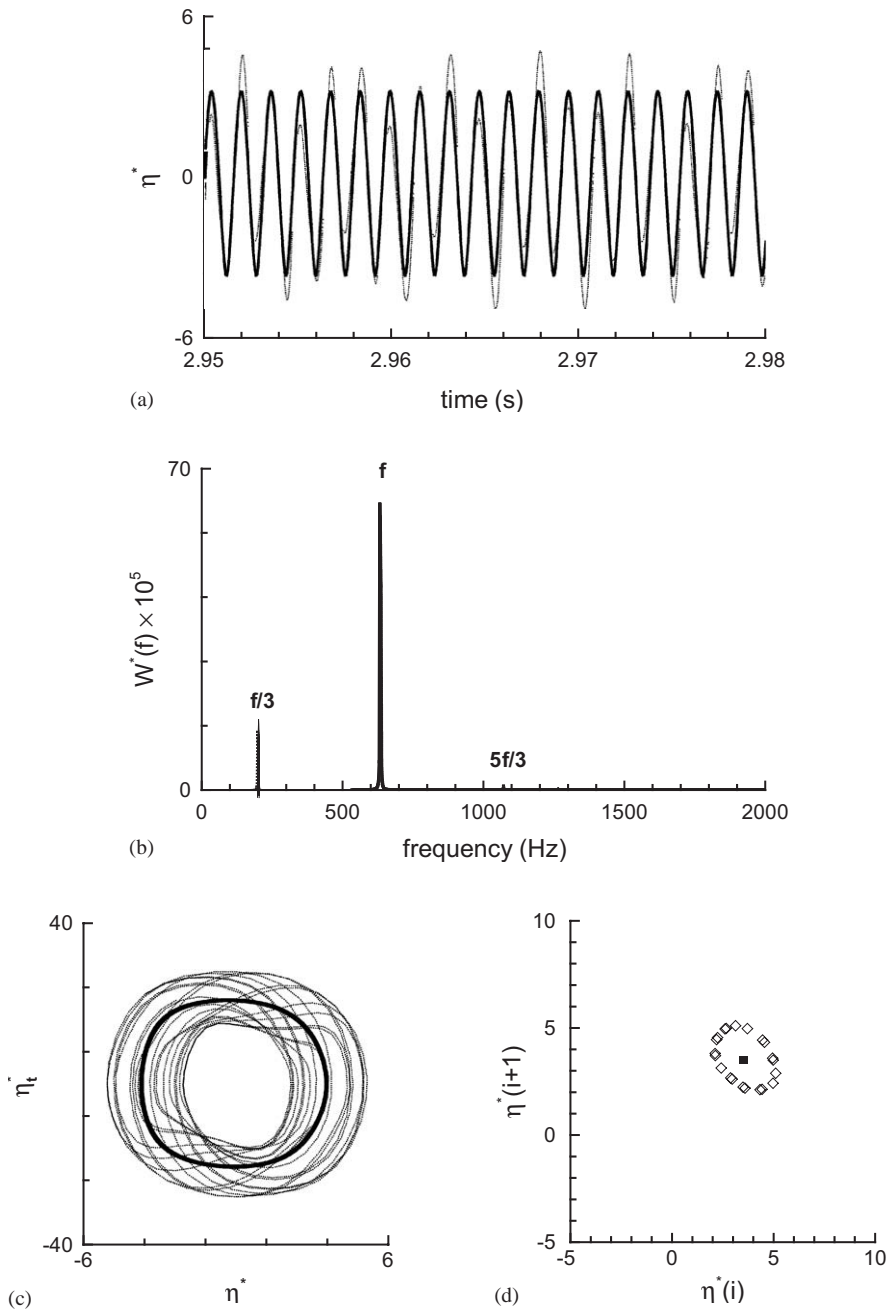 6
η*
0
-6
2.95 2.96 2.97 2.98
(a) time (s)
70
f
W*(f) × 10⁵
f/3
5f/3
0
0 500 1000 1500 2000
(b) frequency (Hz)
40
-40
-6 6
(c) η*
10
η*(i+1)
5
0
-5
-5 0 5 10
(d) η*(i)